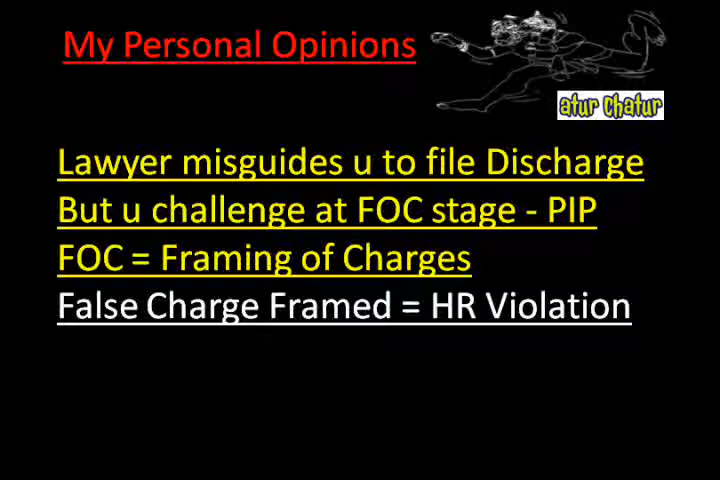 My Personal Opinions
atur chatur
Lawyer misguides u to file Discharge
But u challenge at FOC stage - PIP
FOC = Framing of Charges
False Charge Framed = HR Violation